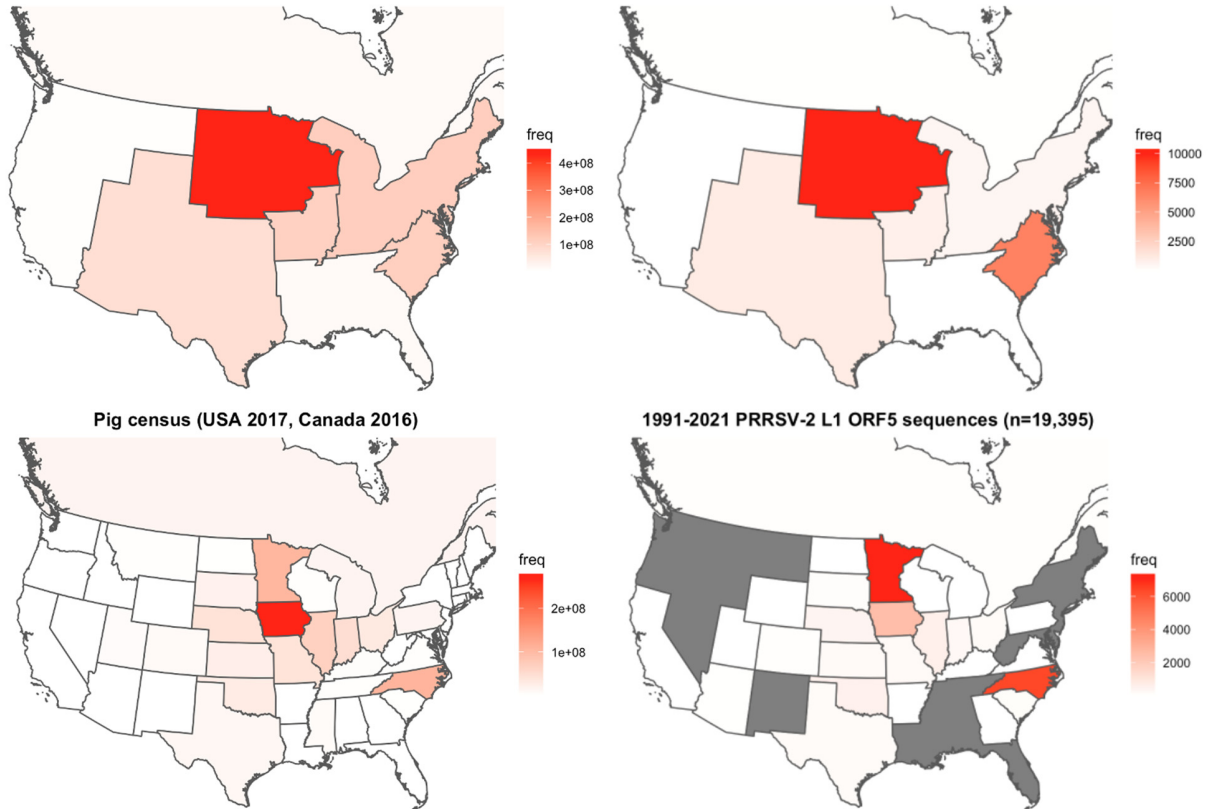 freq
4e+08
3e+08
2e+08
1e+08
freq
10000
7500
5000
2500
Pig census (USA 2017, Canada 2016)
1991-2021 PRRSV-2 L1 ORF5 sequences (n=19,395)
freq
2e+08
1e+08
freq
6000
4000
2000